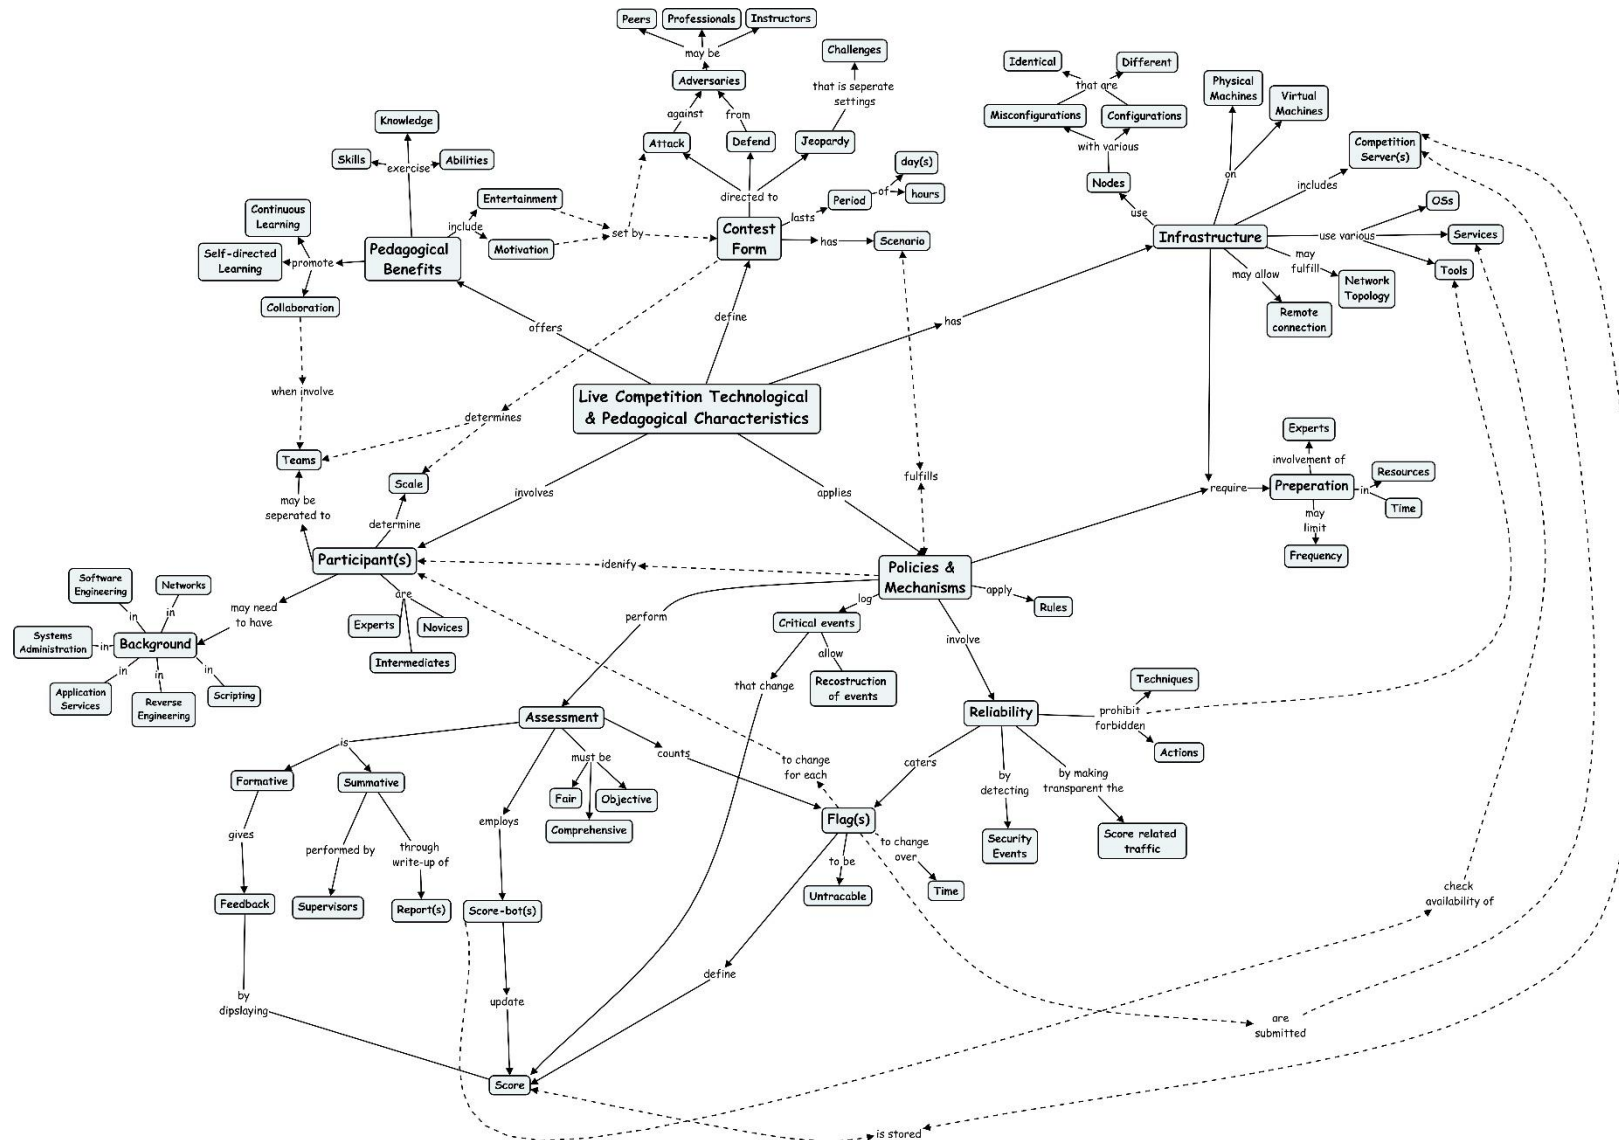 Peers
Professionals
Instructors
may be
Adversaries
against
from
Attack
Defend
Jeopardy
Challenges
that is seperate
settings
directed to
Knowledge
Skills
exercise
Abilities
Entertainment
include
Motivation
set by
Continuous
Learning
Self-directed
Learning
promote
Collaboration
Pedagogical
Benefits
Contest
Form
lasts
Period
of
day(s)
hours
has
Scenario
Identical
Different
that are
Misconfigurations
Configurations
with various
Nodes
use
Physical
Machines
Virtual
Machines
on
Competition
Server(s)
includes
Infrastructure
OSs
use various
Services
Tools
may
fulfill
Network
Topology
may allow
Remote
connection
offers
define
has
when involve
determines
Live Competition Technological
& Pedagogical Characteristics
Teams
Scale
may be
seperated to
determine
involves
applies
fulfills
Experts
involvement of
require
Preperation
in
Resources
Time
may
limit
Frequency
Participant(s)
idenify
Policies &
Mechanisms
apply
Rules
Software
Engineering
Networks
in
in
Systems
Administration
in
Background
may need
to have
in
in
in
Application
Services
Reverse
Engineering
Scripting
are
Experts
Novices
Intermediates
perform
log
Critical events
allow
Recostruction
of events
that change
involve
Reliability
prohibit
forbidden
Techniques
Actions
Assessment
is
Formative
Summative
must be
Fair
Objective
Comprehensive
counts
to change
for each
caters
by
detecting
by making
transparent the
Flag(s)
to change
over
Time
to be
Untracable
Security
Events
Score related
traffic
gives
performed by
through
write-up of
employs
Feedback
Supervisors
Report(s)
Score-bot(s)
check
availability of
define
by
dipslaying
update
are
submitted
Score
is stored